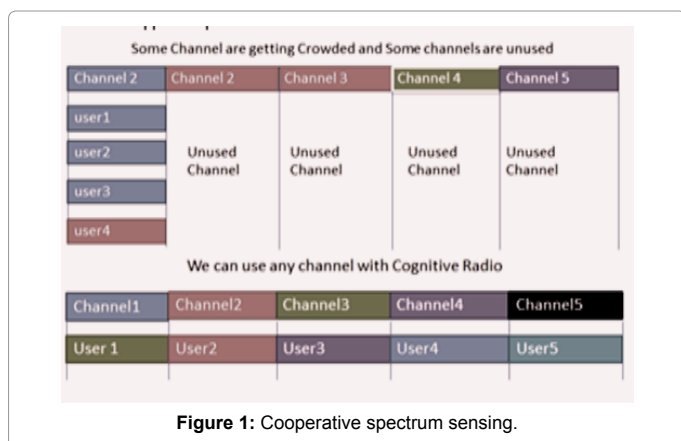 Some Channel are getting Crowded and Some channels are unused
Channel 2 Channel 2 Channel 3 Channel 4 Channel 5
user1
user2
user3
user4
Unused Channel
Unused Channel
Unused Channel
Unused Channel
We can use any channel with Cognitive Radio
Channel1 Channel2 Channel3 Channel4 Channel5
User 1 User2 User3 User4 User5
Figure 1: Cooperative spectrum sensing.